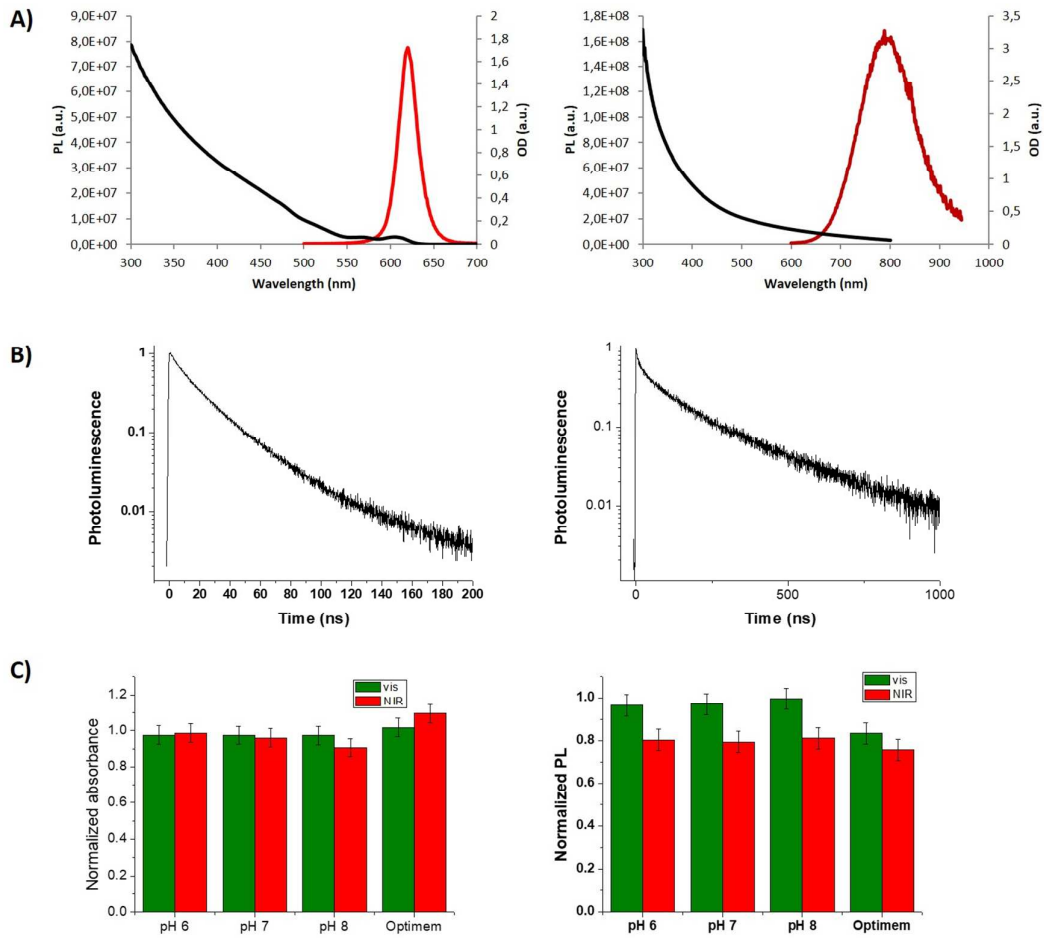 A)
PL (a.u.)
9,0E+07
8,0E+07
7,0E+07
6,0E+07
5,0E+07
4,0E+07
3,0E+07
2,0E+07
1,0E+07
0,0E+00
2
1,8
1,6
1,4
1,2
1
0,8
0,6
0,4
0,2
0
OD (a.u.)
300 350 400 450 500 550 600 650 700
Wavelength (nm)
PL (a.u.)
1,8E+08
1,6E+08
1,4E+08
1,2E+08
1,0E+08
8,0E+07
6,0E+07
4,0E+07
2,0E+07
0,0E+00
3,5
3
2,5
2
1,5
1
0,5
0
OD (a.u.)
300 400 500 600 700 800 900 1000
Wavelength (nm)
B)
Photoluminescence
1
0.1
0.01
0 20 40 60 80 100 120 140 160 180 200
Time (ns)
Photoluminescence
1
0.1
0.01
0 500 1000
Time (ns)
C)
Normalized absorbance
1.2
1.0
0.8
0.6
0.4
0.2
0.0
vis
NIR
pH 6 pH 7 pH 8 Optimem
Normalized PL
1.0
0.8
0.6
0.4
0.2
0.0
vis
NIR
pH 6 pH 7 pH 8 Optimem